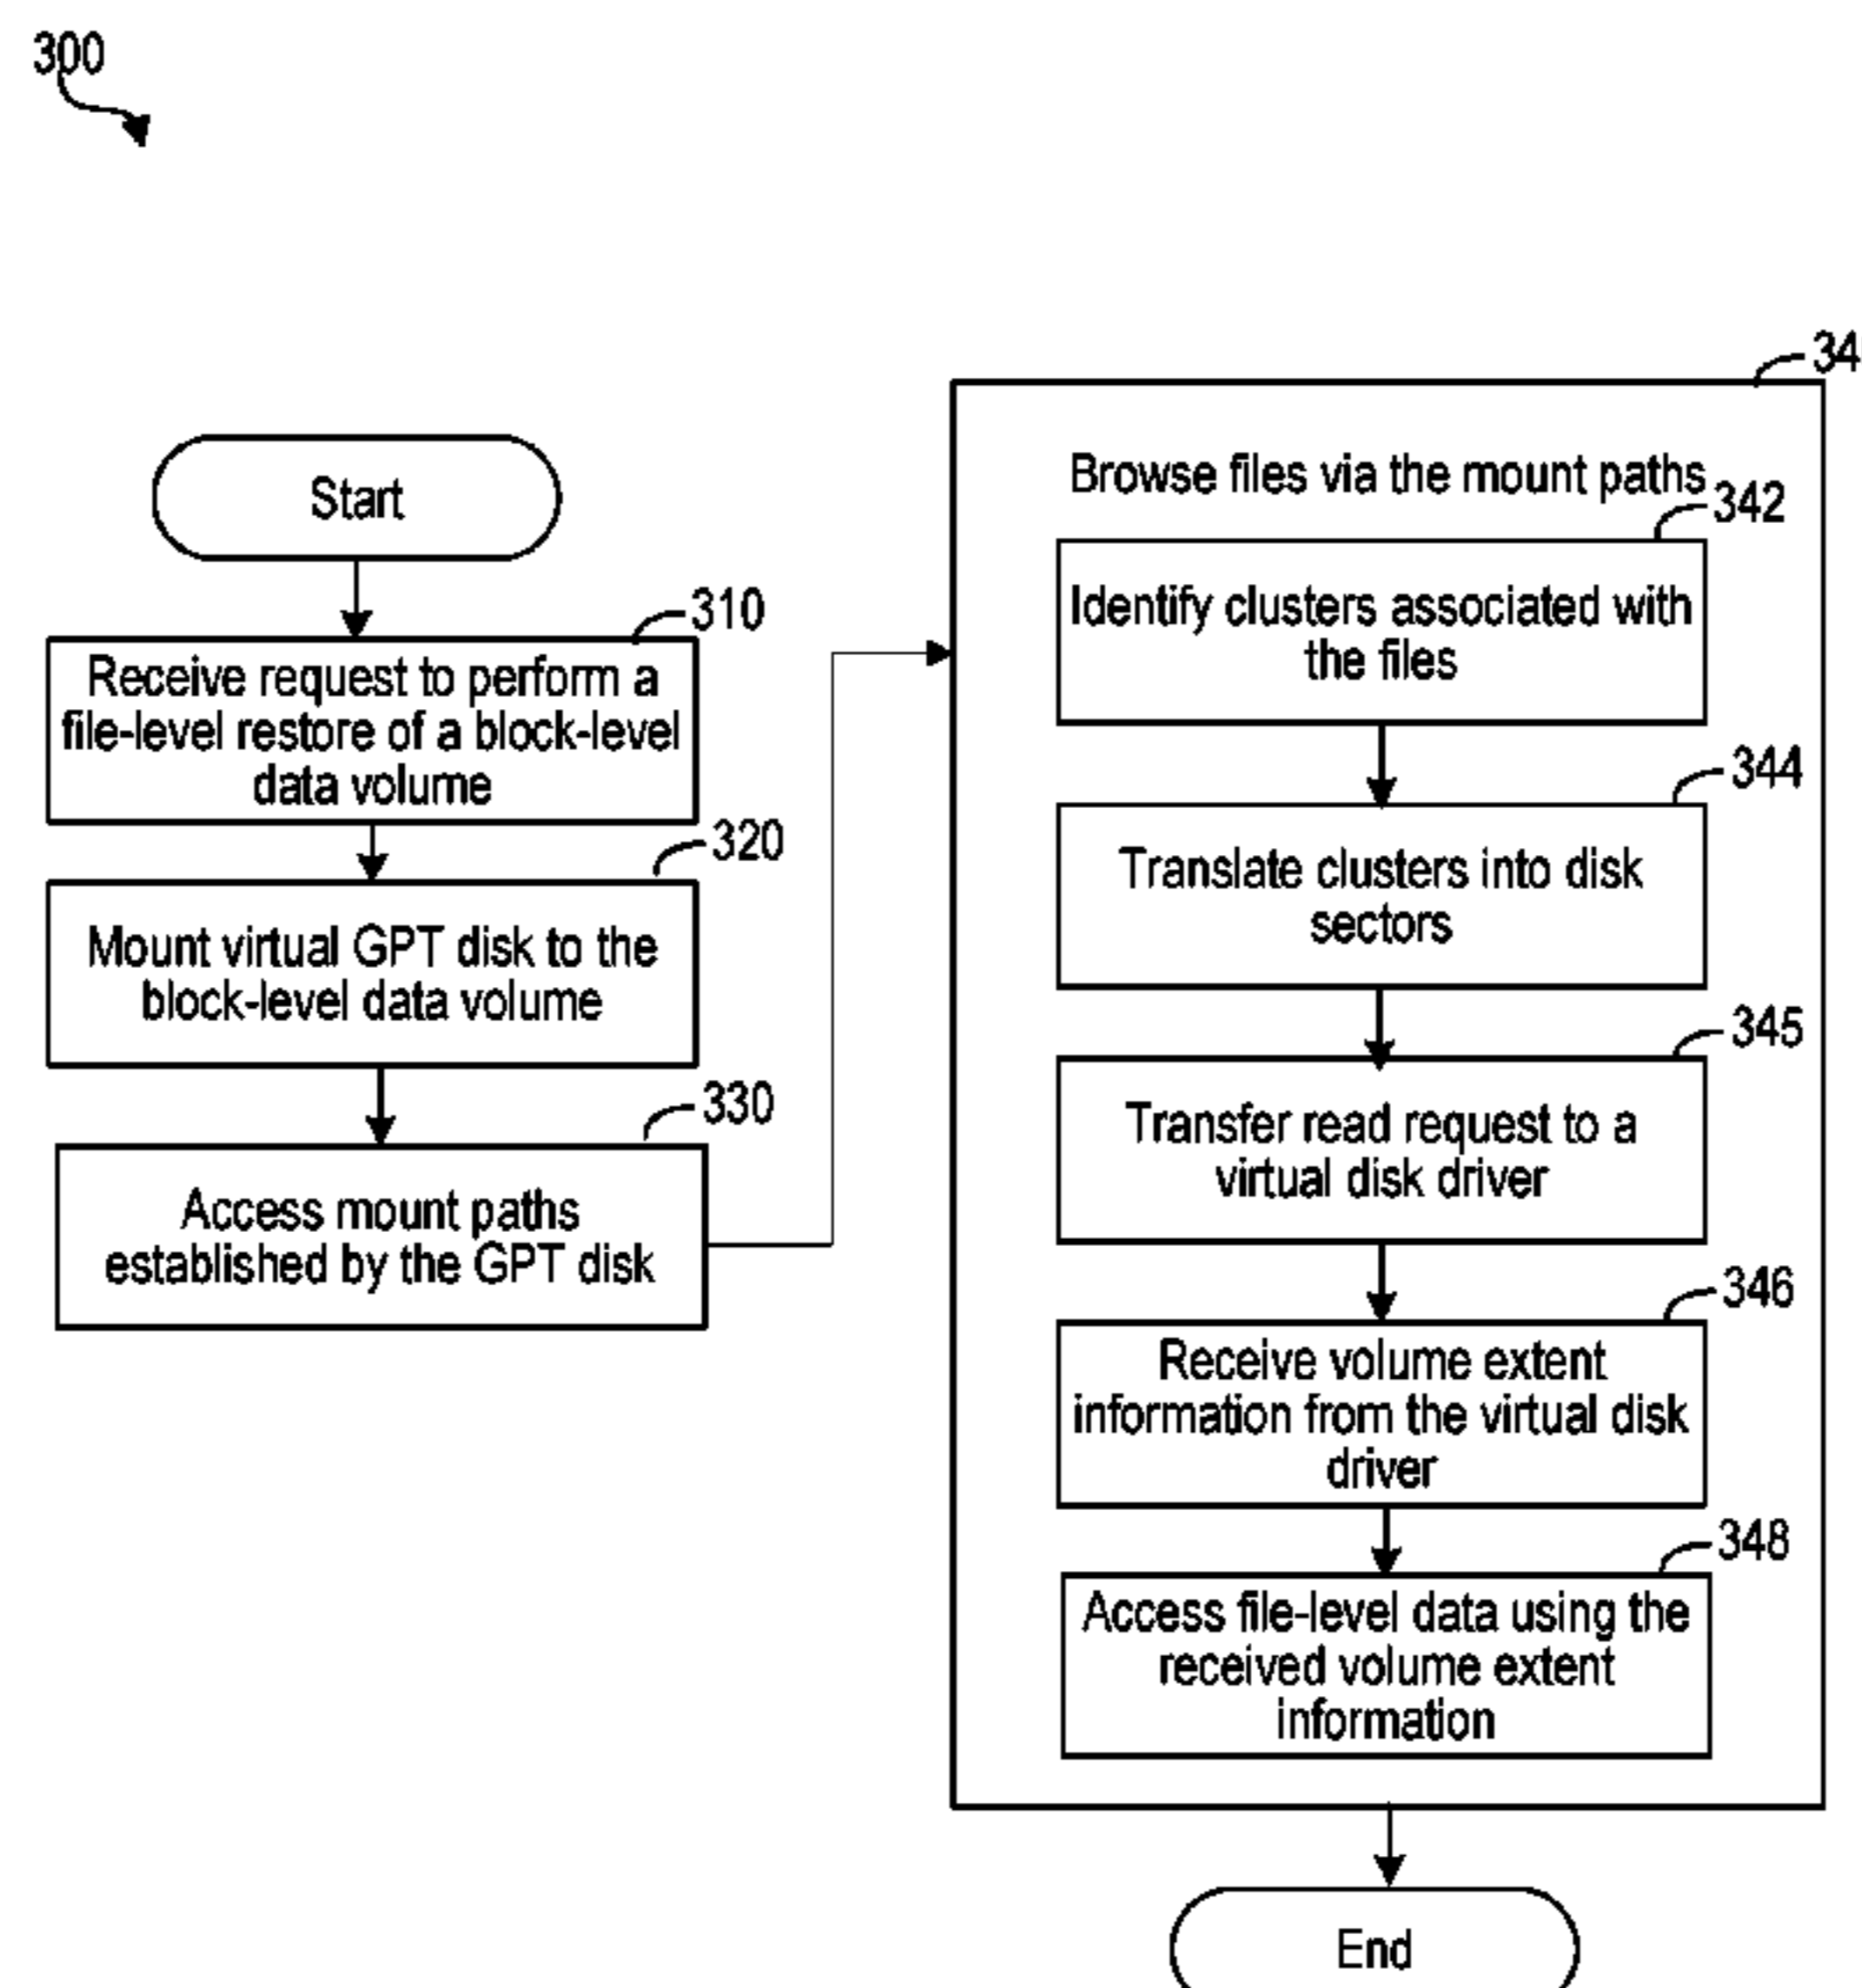 300
Start
310
Receive request to perform a
file-level restore of a block-level
data volume
320
Mount virtual GPT disk to the
block-level data volume
330
Access mount paths
established by the GPT disk
34
Browse files via the mount paths
342
Identify clusters associated with
the files
344
Translate clusters into disk
sectors
345
Transfer read request to a
virtual disk driver
346
Receive volume extent
information from the virtual disk
driver
348
Access file-level data using the
received volume extent
information
End